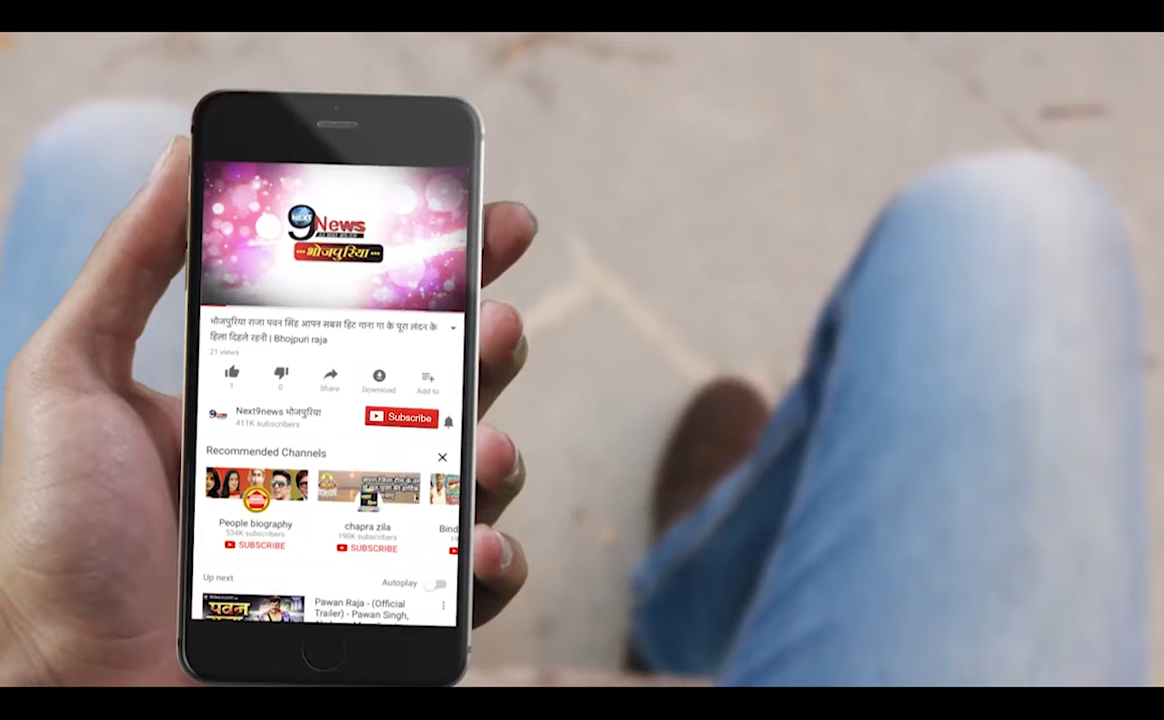 NEXT
9News
भोजपुरिया
भोजपुरिया राजा पवन सिंह आपन सबस हिट गाना गा के पूरा लंदन के
हिला दिहले रहनी | Bhojpuri raja
21 views
1
0
Share
Download
Add to
Next9news भोजपुरिया
411K subscribers
Subscribe
Recommended Channels
People biography
534K subscribers
SUBSCRIBE
chapra zila
190K subscribers
SUBSCRIBE
Bind
19
Up next
Autoplay
पवन
Pawan Raja - (Official
Trailer) - Pawan Singh,